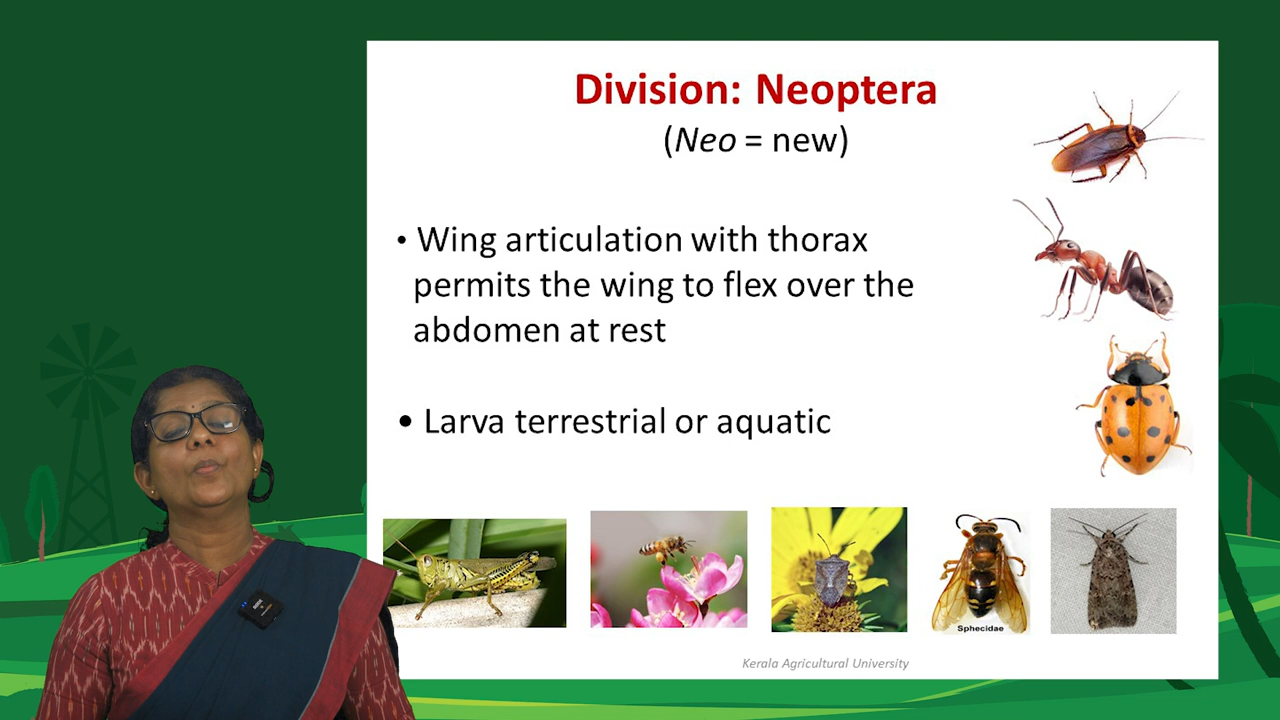 Division: Neoptera
(Neo = new)
• Wing articulation with thorax
permits the wing to flex over the
abdomen at rest
• Larva terrestrial or aquatic
Sphecidae
Kerala Agricultural University